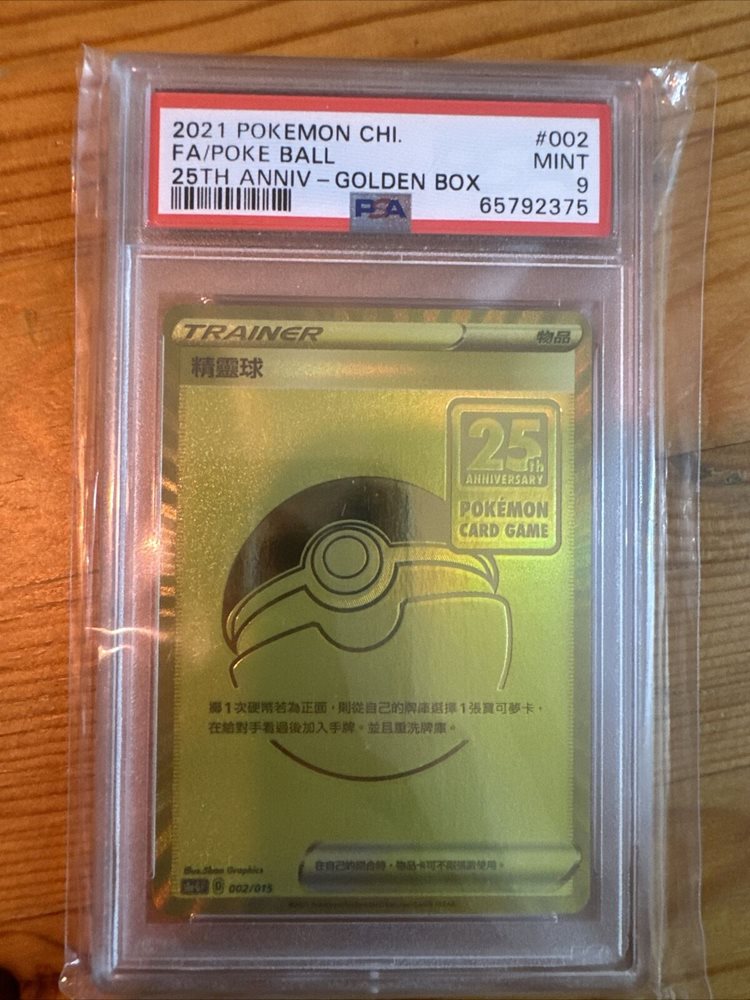 2021 POKEMON CHI. #002
FA/POKE BALL MINT
25TH ANNIV – GOLDEN BOX 9
PSA 65792375
TRAINER 物品
精靈球
25th
ANNIVERSARY
POKÉMON
CARD GAME
擲1次硬幣若為正面，則從自己的牌庫選擇1張寶可夢卡，
在給對手看過後加入手牌。並且重洗牌庫。
在自己的回合時，物品卡可不限張數使用。
Illus. Sban Graphics
D 002/015